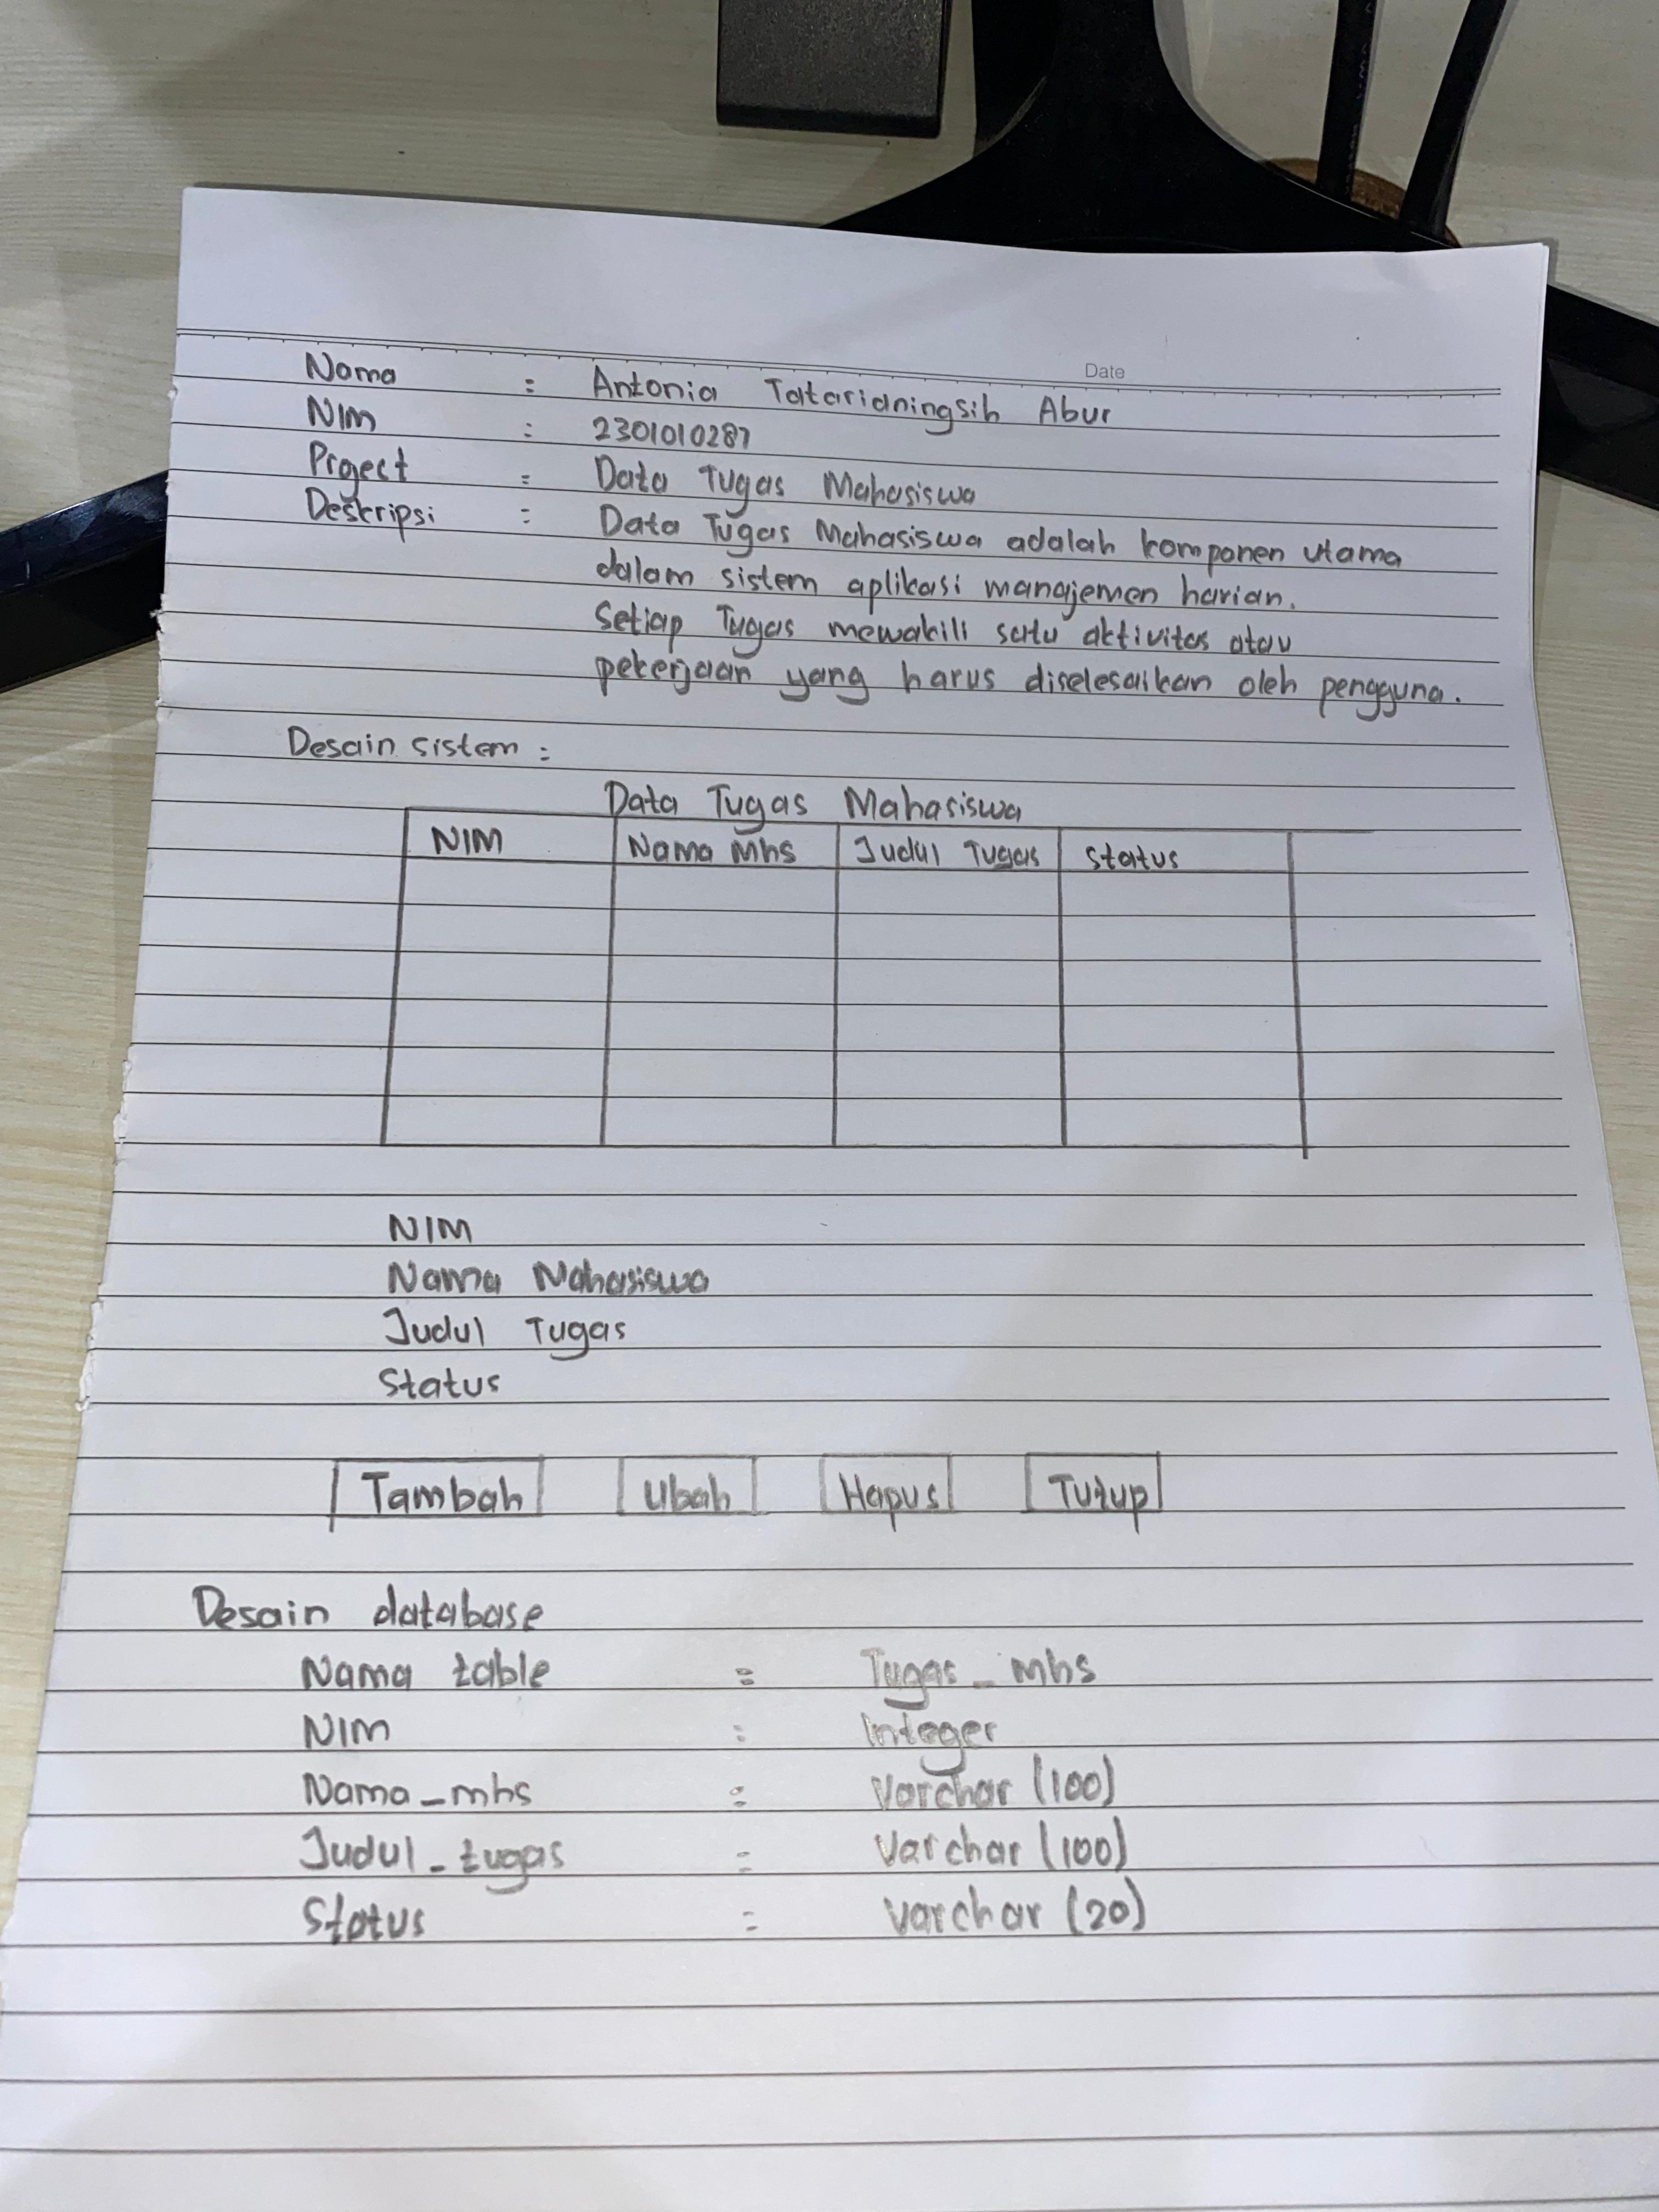 Date
Nama : Antonia Tatarianingsih Abur
NIM : 2301010287
Project : Data Tugas Mahasiswa
Deskripsi : Data Tugas Mahasiswa adalah komponen utama
dalam sistem aplikasi manajemen harian.
Setiap Tugas mewakili satu aktivitas atau
pekerjaan yang harus diselesaikan oleh pengguna.
Desain sistem :
Data Tugas Mahasiswa
NIM Nama Mhs Judul Tugas Status
NIM
Nama Mahasiswa
Judul Tugas
Status
Tambah Ubah Hapus Tutup
Desain database
Nama table : Tugas_mhs
NIM : Integer
Nama_mhs : Varchar (100)
Judul_tugas : Varchar (100)
Status : Varchar (20)